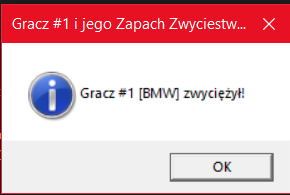 Gracz #1 i jego Zapach Zwyciestw...
Gracz #1 [BMW] zwyciężył!
OK